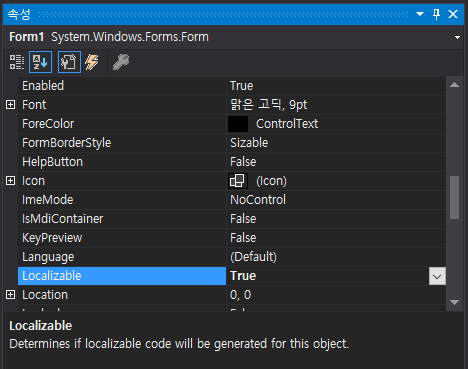 속성
Form1 System.Windows.Forms.Form
Enabled True
Font 맑은 고딕, 9pt
ForeColor ControlText
FormBorderStyle Sizable
HelpButton False
Icon (Icon)
ImeMode NoControl
IsMdiContainer False
KeyPreview False
Language (Default)
Localizable True
Location 0, 0
Localizable
Determines if localizable code will be generated for this object.